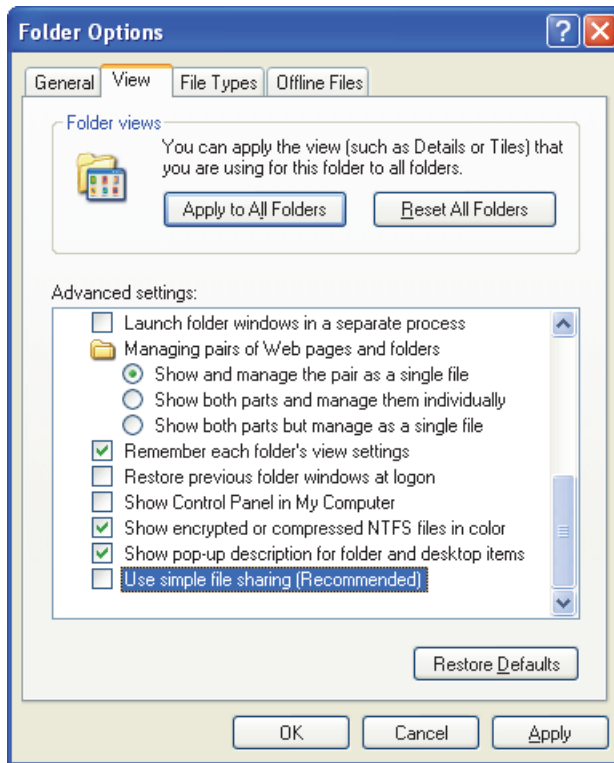 Folder Options
General View File Types Offline Files
Folder views
You can apply the view (such as Details or Tiles) that
you are using for this folder to all folders.
Apply to All Folders Reset All Folders
Advanced settings:
Launch folder windows in a separate process
Managing pairs of Web pages and folders
Show and manage the pair as a single file
Show both parts and manage them individually
Show both parts but manage as a single file
Remember each folder's view settings
Restore previous folder windows at logon
Show Control Panel in My Computer
Show encrypted or compressed NTFS files in color
Show pop-up description for folder and desktop items
Use simple file sharing (Recommended)
Restore Defaults
OK Cancel Apply